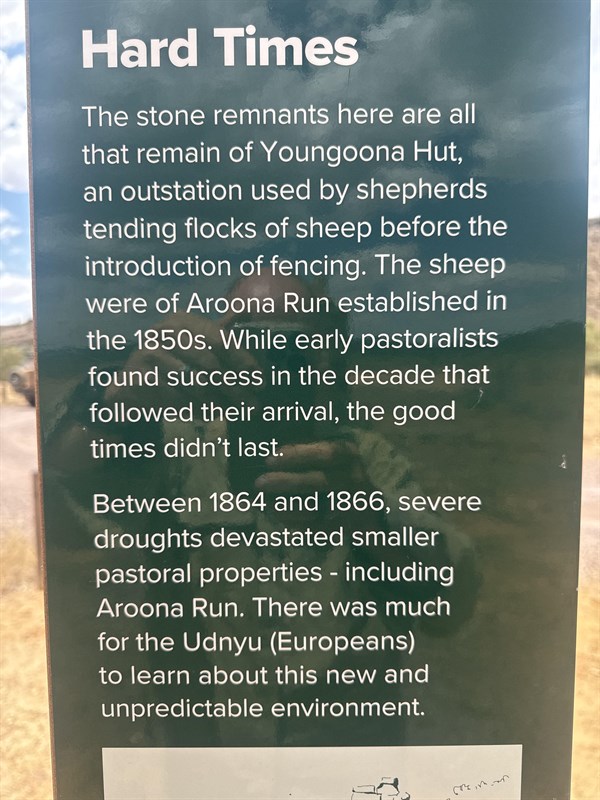 Hard Times
The stone remnants here are all
that remain of Youngoona Hut,
an outstation used by shepherds
tending flocks of sheep before the
introduction of fencing. The sheep
were of Aroona Run established in
the 1850s. While early pastoralists
found success in the decade that
followed their arrival, the good
times didn’t last.
Between 1864 and 1866, severe
droughts devastated smaller
pastoral properties - including
Aroona Run. There was much
for the Udnyu (Europeans)
to learn about this new and
unpredictable environment.